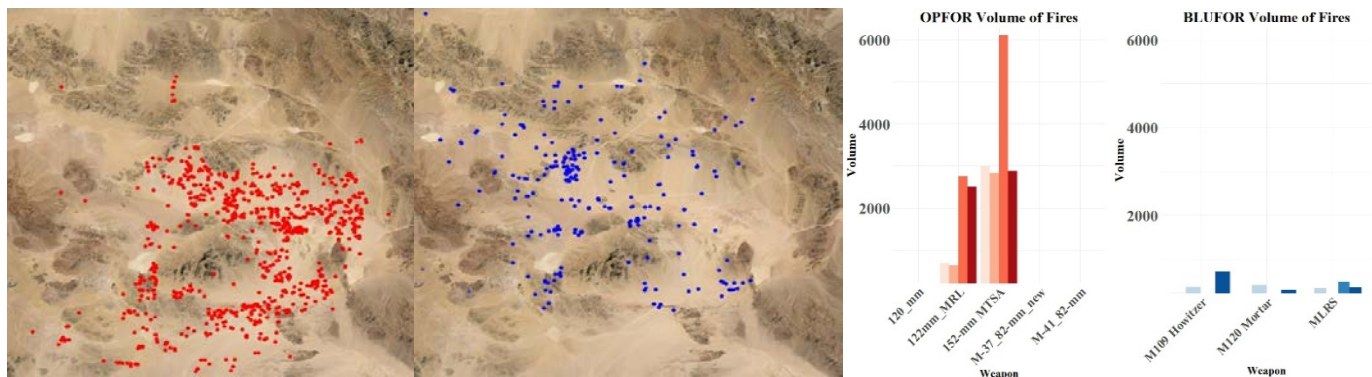 OPFOR Volume of Fires
6000
4000
2000
Volume
120_mm
122mm_MRL
152-mm MTSA
M-37_82-mm_new
M-41_82-mm
Weapon
BLUFOR Volume of Fires
6000
4000
2000
Volume
M109 Howitzer
M120 Mortar
MLRS
Weapon